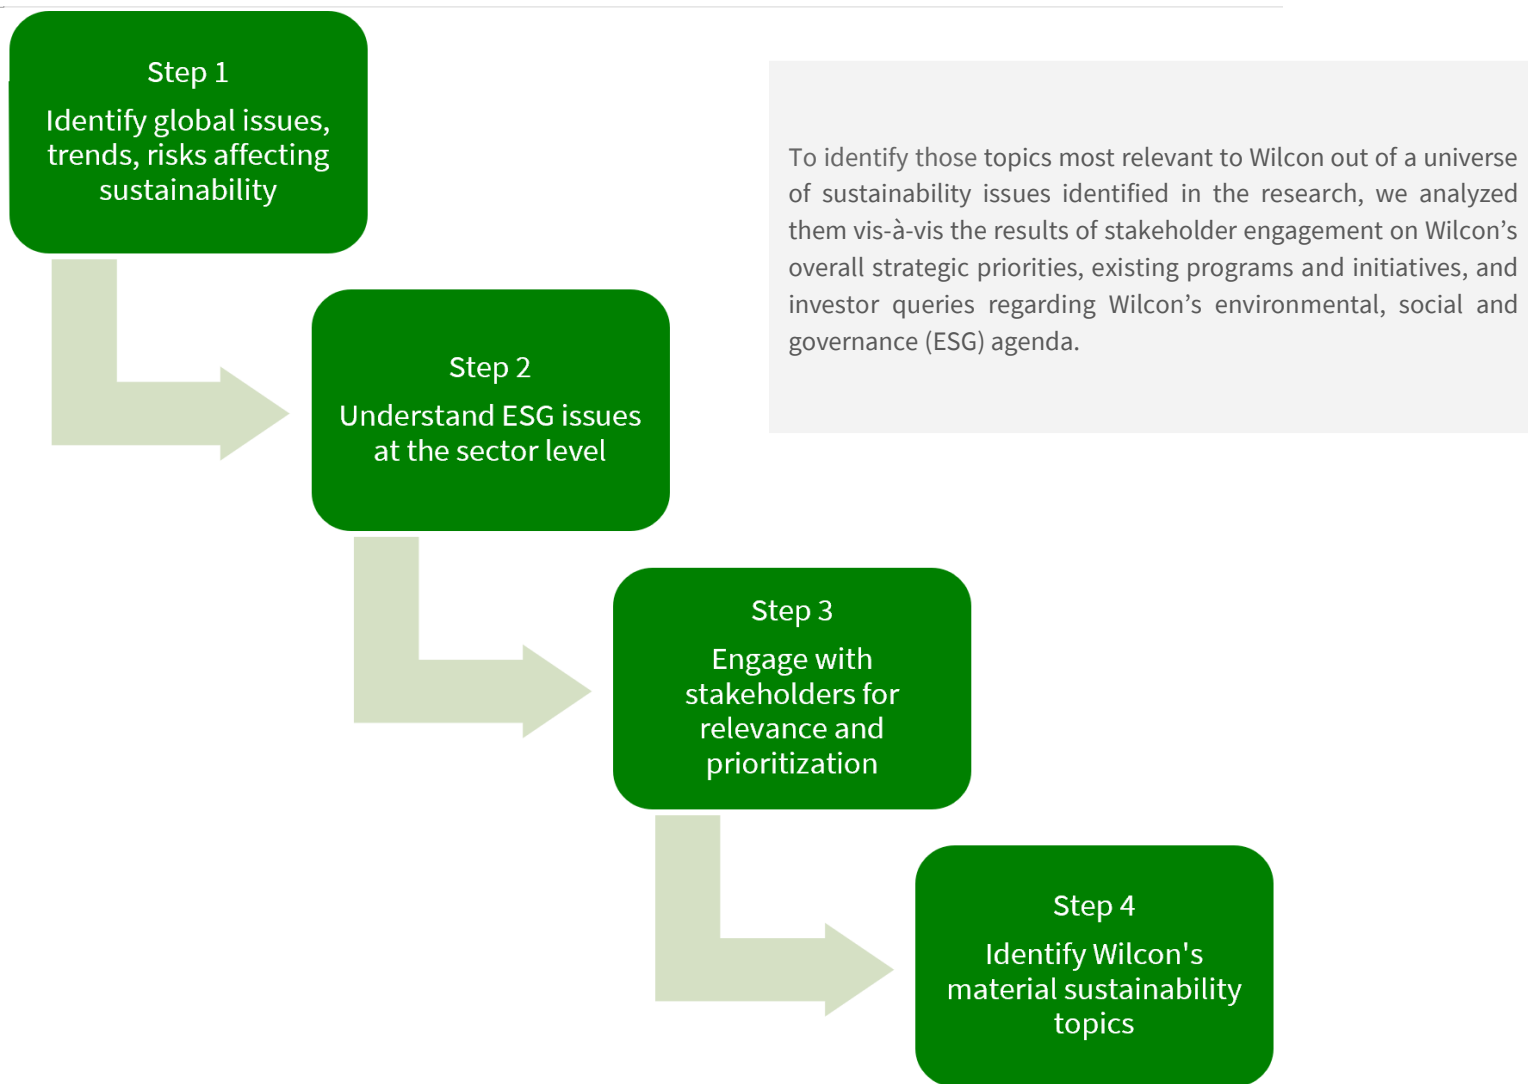 Step 1
Identify global issues,
trends, risks affecting
sustainability
To identify those topics most relevant to Wilcon out of a universe
of sustainability issues identified in the research, we analyzed
them vis-à-vis the results of stakeholder engagement on Wilcon’s
overall strategic priorities, existing programs and initiatives, and
investor queries regarding Wilcon’s environmental, social and
governance (ESG) agenda.
Step 2
Understand ESG issues
at the sector level
Step 3
Engage with
stakeholders for
relevance and
prioritization
Step 4
Identify Wilcon's
material sustainability
topics